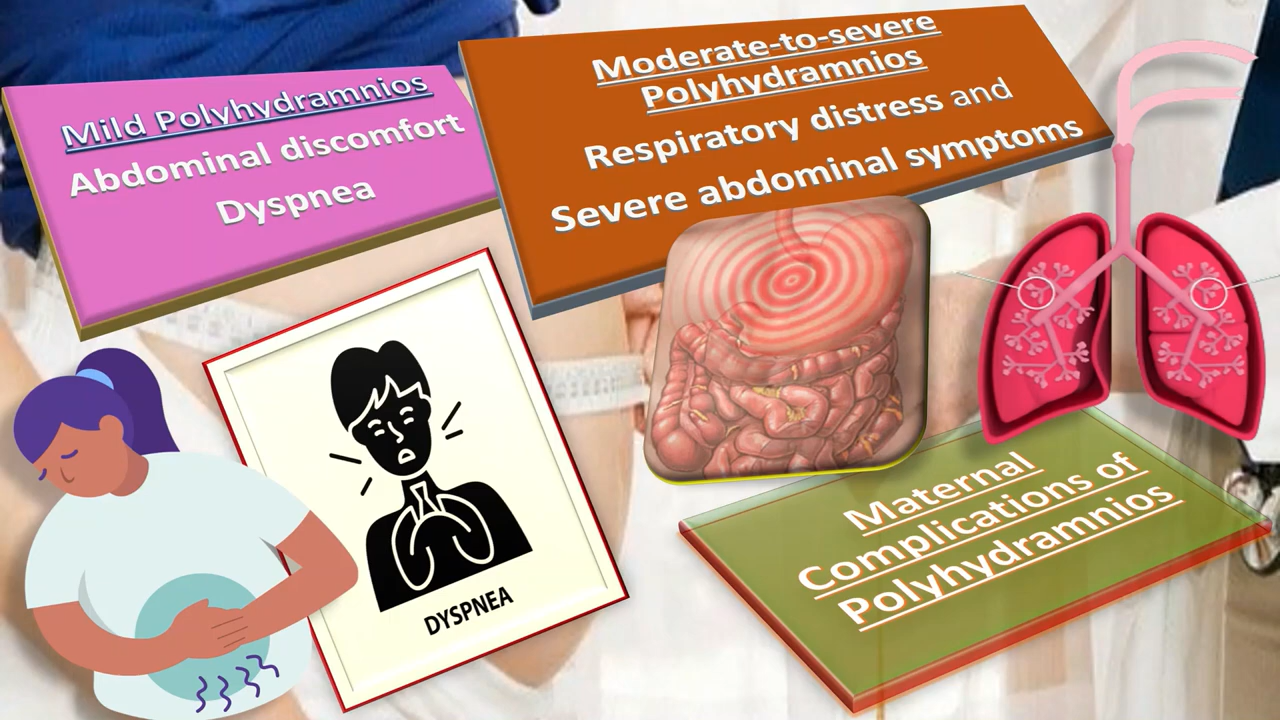 Mild Polyhydramnios
Abdominal discomfort
Dyspnea
Moderate-to-severe
Polyhydramnios
Respiratory distress and
Severe abdominal symptoms
DYSPNEA
Maternal
Complications of
Polyhydramnios